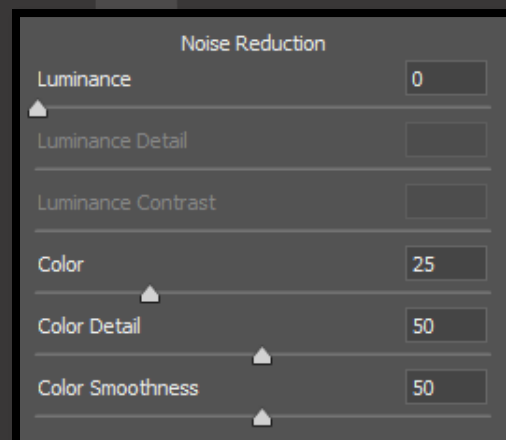 Noise Reduction
Luminance 0
Luminance Detail
Luminance Contrast
Color 25
Color Detail 50
Color Smoothness 50